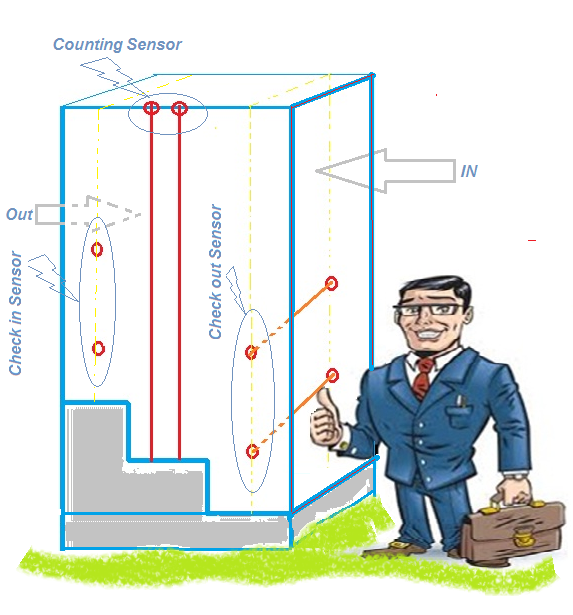 Counting Sensor
IN
Out
Check in Sensor
Check out Sensor